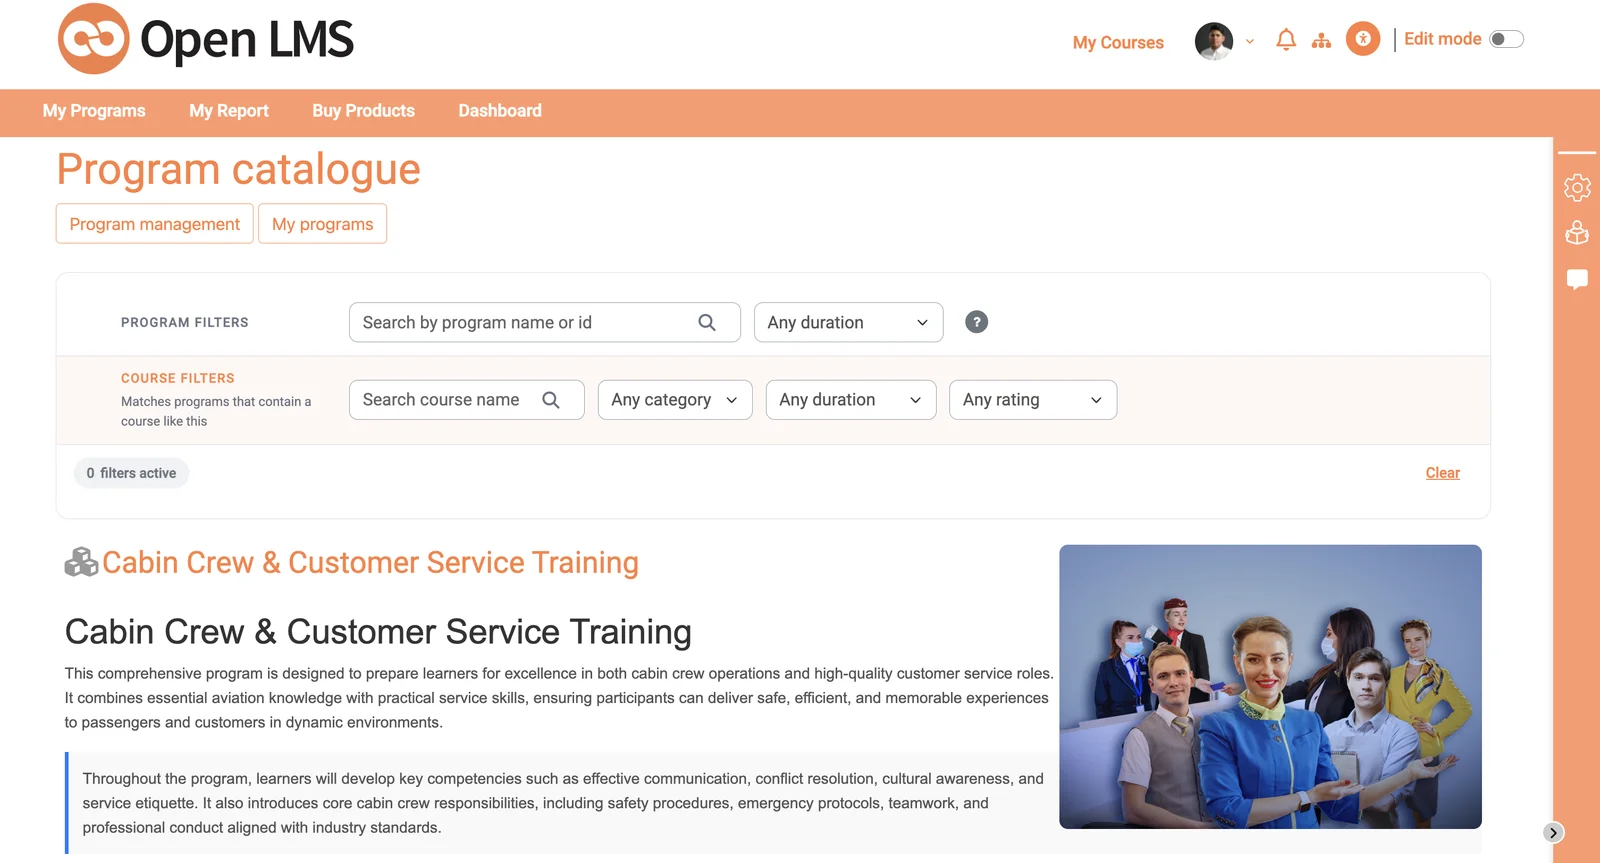 Open LMS
My Courses
Edit mode
My Programs
My Report
Buy Products
Dashboard
Program catalogue
Program management
My programs
PROGRAM FILTERS
Search by program name or id
Any duration
?
COURSE FILTERS
Matches programs that contain a
course like this
Search course name
Any category
Any duration
Any rating
0 filters active
Clear
Cabin Crew & Customer Service Training
Cabin Crew & Customer Service Training
This comprehensive program is designed to prepare learners for excellence in both cabin crew operations and high-quality customer service roles.
It combines essential aviation knowledge with practical service skills, ensuring participants can deliver safe, efficient, and memorable experiences
to passengers and customers in dynamic environments.
Throughout the program, learners will develop key competencies such as effective communication, conflict resolution, cultural awareness, and
service etiquette. It also introduces core cabin crew responsibilities, including safety procedures, emergency protocols, teamwork, and
professional conduct aligned with industry standards.